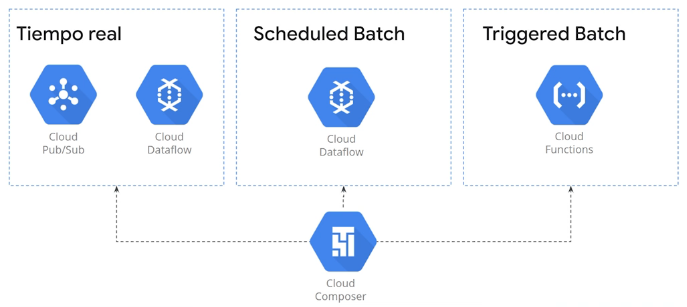 Tiempo real
Scheduled Batch
Triggered Batch
Cloud
Pub/Sub
Cloud
Dataflow
Cloud
Dataflow
Cloud
Functions
Cloud
Composer